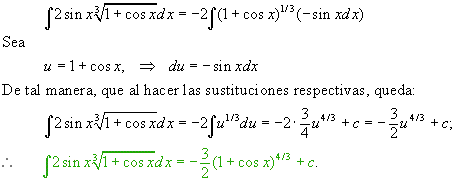 ∫2 sin x ∛(1 + cos x) dx = −2∫(1 + cos x)^{1/3} (− sin xdx)
Sea
u = 1 + cos x, ⇒ du = − sin xdx
De tal manera, que al hacer las sustituciones respectivas, queda:
∫2 sin x ∛(1 + cos x) dx = −2∫u^{1/3} du = −2 · 3/4 u^{4/3} + c = −3/2 u^{4/3} + c;
∴ ∫2 sin x ∛(1 + cos x) dx = −3/2 (1 + cos x)^{4/3} + c.